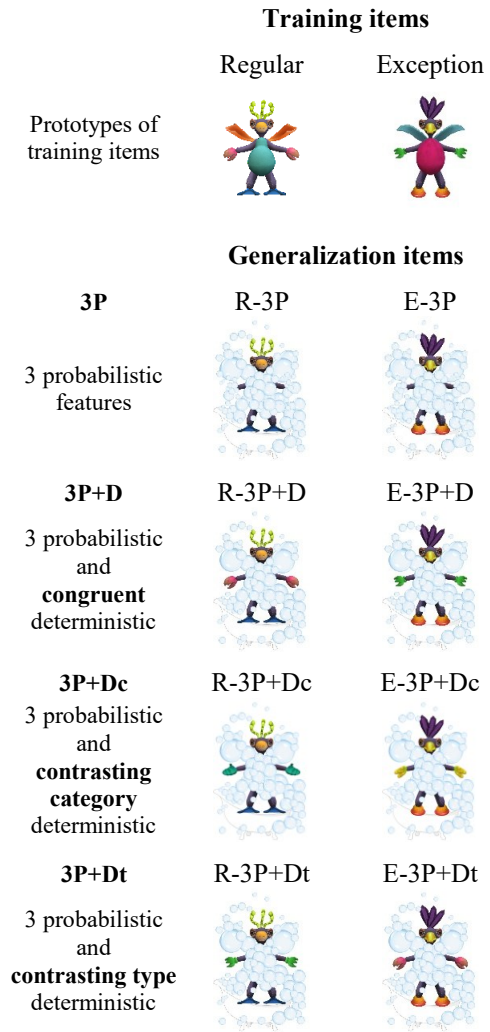 Training items
Regular Exception
Prototypes of
training items
Generalization items
3P R-3P E-3P
3 probabilistic
features
3P+D R-3P+D E-3P+D
3 probabilistic
and
congruent
deterministic
3P+Dc R-3P+Dc E-3P+Dc
3 probabilistic
and
contrasting
category
deterministic
3P+Dt R-3P+Dt E-3P+Dt
3 probabilistic
and
contrasting type
deterministic